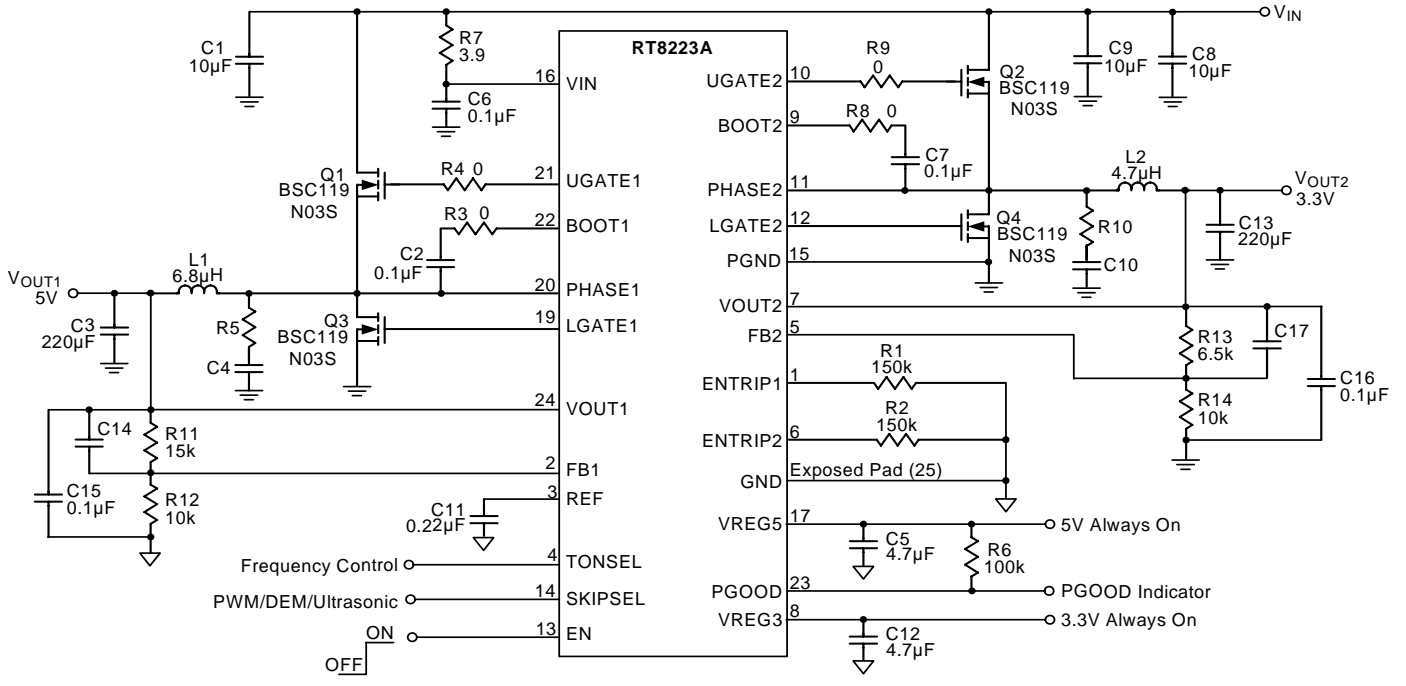 VIN
C1
10µF
R7
3.9
RT8223A
R9
0
Q2
BSC119
N03S
C9
10µF
C8
10µF
16
VIN
10
UGATE2
C6
0.1µF
BOOT2
9
R8 0
C7
0.1µF
Q1
BSC119
N03S
R4 0
21
UGATE1
L2
4.7µH
PHASE2
11
VOUT2
3.3V
R3 0
22
BOOT1
LGATE2
12
Q4
BSC119
N03S
R10
C10
C13
220µF
C2
0.1µF
PGND
15
L1
6.8µH
VOUT1
5V
20
PHASE1
VOUT2
7
C3
220µF
R5
C4
Q3
BSC119
N03S
19
LGATE1
FB2
5
R13
6.5k
C17
R1
150k
ENTRIP1
1
C16
0.1µF
R14
10k
24
VOUT1
R2
150k
ENTRIP2
6
C14
R11
15k
2
FB1
GND
Exposed Pad (25)
C15
0.1µF
R12
10k
3
REF
C11
0.22µF
VREG5
17
5V Always On
C5
4.7µF
R6
100k
Frequency Control
4
TONSEL
PGOOD
23
PGOOD Indicator
PWM/DEM/Ultrasonic
14
SKIPSEL
VREG3
8
3.3V Always On
ON
OFF
13
EN
C12
4.7µF